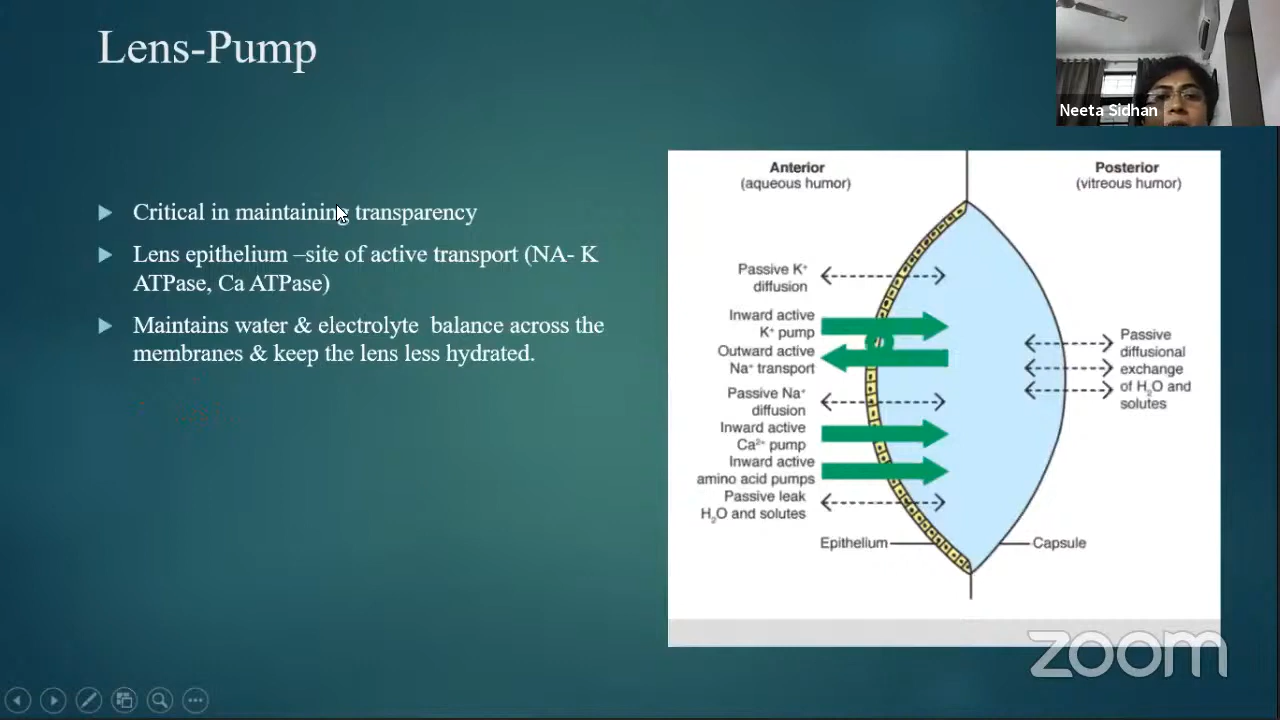 Lens-Pump
Neeta Sidhan
Critical in maintaining transparency
Lens epithelium –site of active transport (NA- K
ATPase, Ca ATPase)
Maintains water & electrolyte balance across the
membranes & keep the lens less hydrated.
Anterior
(aqueous humor)
Posterior
(vitreous humor)
Passive K⁺
diffusion
Inward active
K⁺ pump
Outward active
Na⁺ transport
Passive Na⁺
diffusion
Inward active
Ca²⁺ pump
Inward active
amino acid pumps
Passive leak
H₂O and solutes
Epithelium
Passive
diffusional
exchange
of H₂O and
solutes
Capsule
zoom